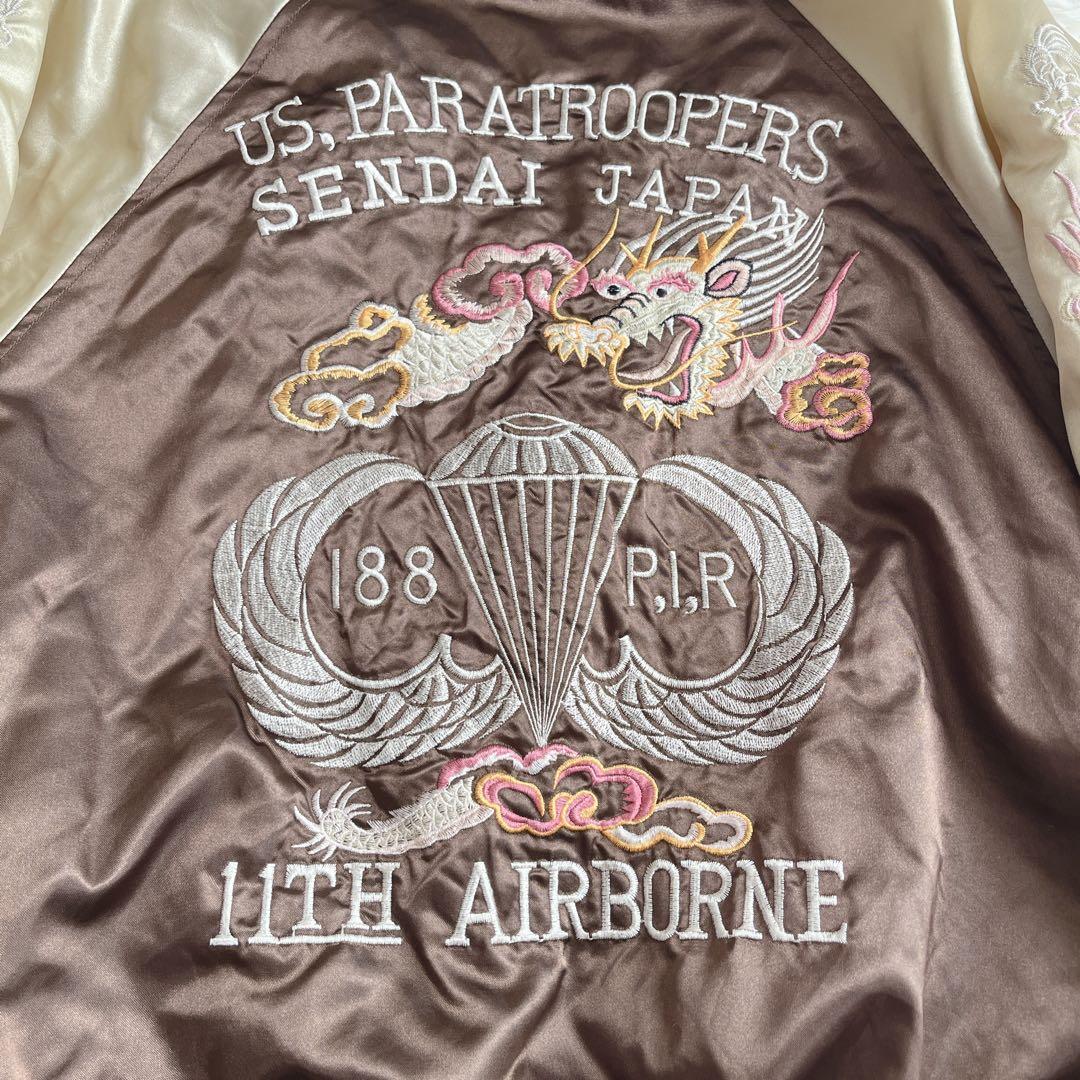 US, PARATROOPERS
SENDAI JAPAN
188 P,I,R
11TH AIRBORNE